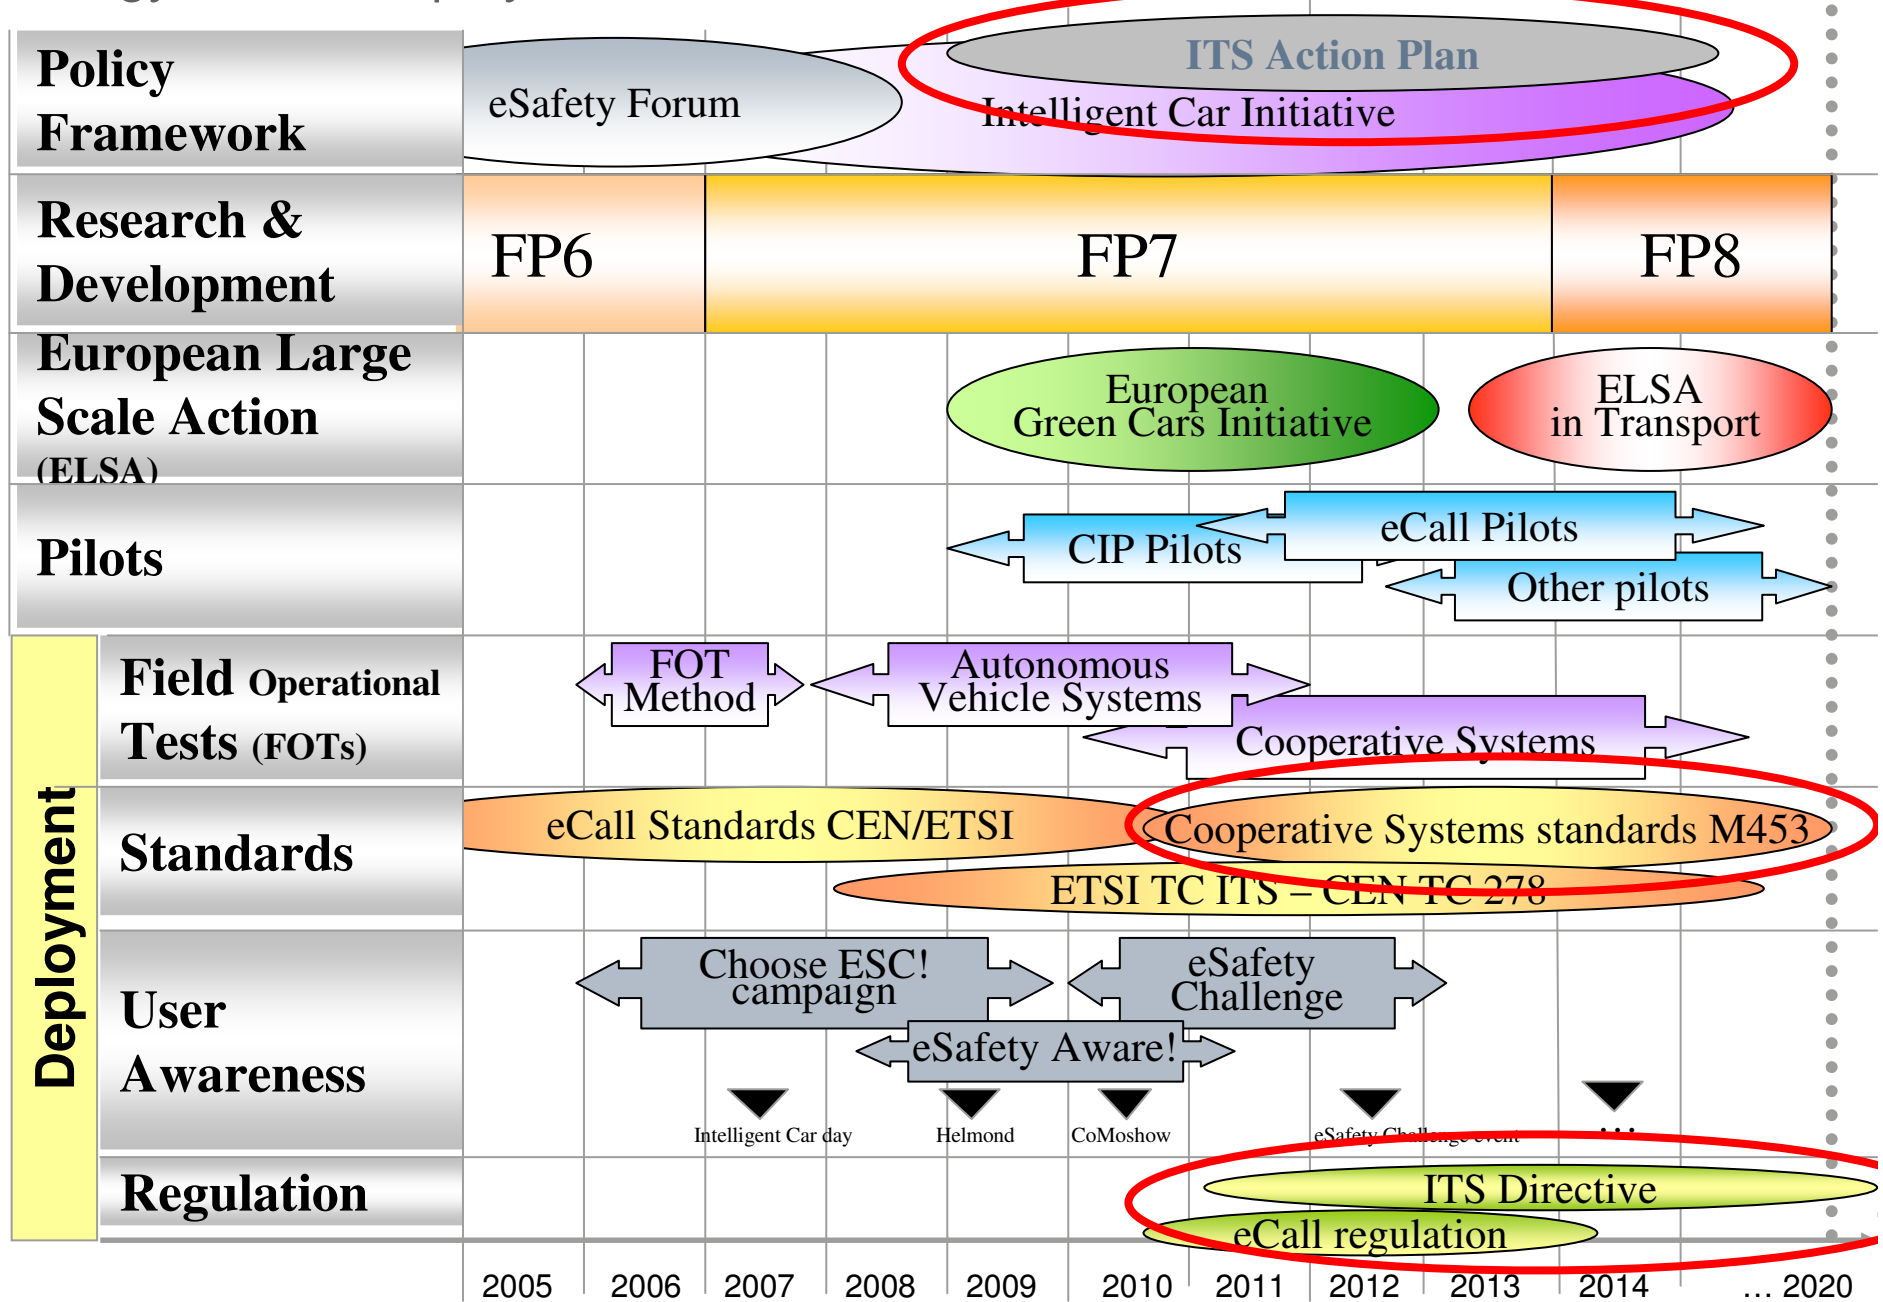 Policy
Framework
eSafety Forum
ITS Action Plan
Intelligent Car Initiative
Research &
Development
FP6
FP7
FP8
European Large
Scale Action
(ELSA)
European
Green Cars Initiative
ELSA
in Transport
Pilots
CIP Pilots
eCall Pilots
Other pilots
Deployment
Field Operational
Tests (FOTs)
FOT
Method
Autonomous
Vehicle Systems
Cooperative Systems
Standards
eCall Standards CEN/ETSI
Cooperative Systems standards M453
ETSI TC ITS – CEN TC 278
User
Awareness
Choose ESC!
campaign
eSafety
Challenge
eSafety Aware!
Intelligent Car day
Helmond
CoMoshow
eSafety Challenge event
...
Regulation
ITS Directive
eCall regulation
2005 2006 2007 2008 2009 2010 2011 2012 2013 2014 ... 2020